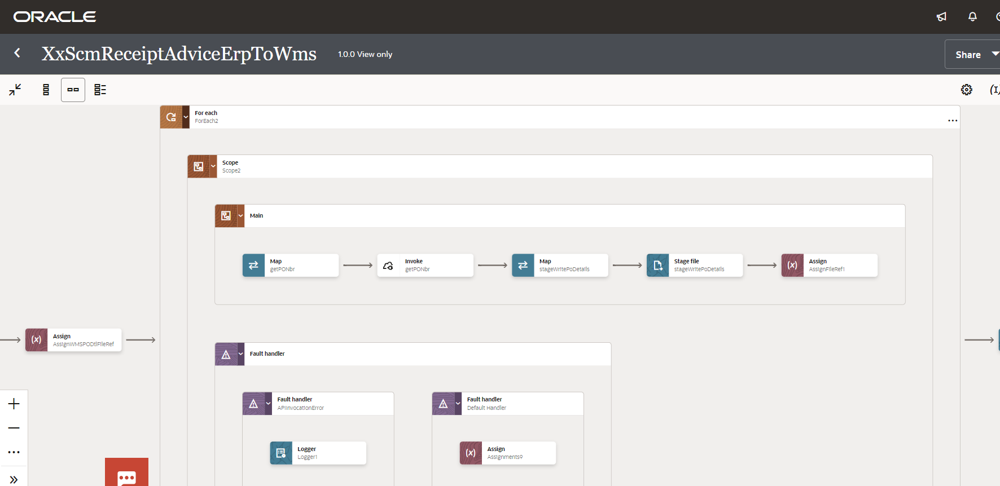 ORACLE
XxScmReceiptAdviceErpToWms
1.0.0 View only
Share
For each
ForEach2
Scope
Scope2
Main
Map
getPONbr
Invoke
getPONbr
Map
stageWritePoDetails
Stage file
stageWritePoDetails
Assign
AssignFileRef1
Assign
AssignWMSPODtlFileRef
Fault handler
Fault handler
APIInvocationError
Fault handler
Default Handler
Logger
Logger1
Assign
Assignments9